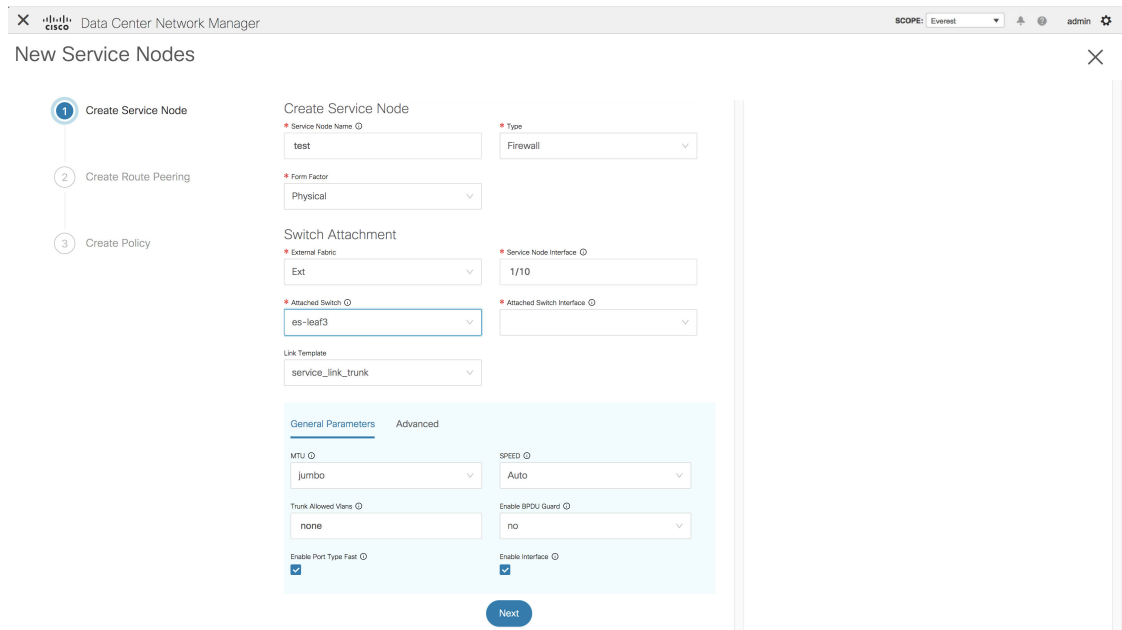 CISCO Data Center Network Manager SCOPE: Everest admin
New Service Nodes
1 Create Service Node
2 Create Route Peering
3 Create Policy
Create Service Node
* Service Node Name * Type
test Firewall
* Form Factor
Physical
Switch Attachment
* External Fabric * Service Node Interface
Ext 1/10
* Attached Switch * Attached Switch Interface
es-leaf3
Link Template
service_link_trunk
General Parameters Advanced
MTU SPEED
jumbo Auto
Trunk Allowed Vlans Enable BPDU Guard
none no
Enable Port Type Fast Enable Interface
Next